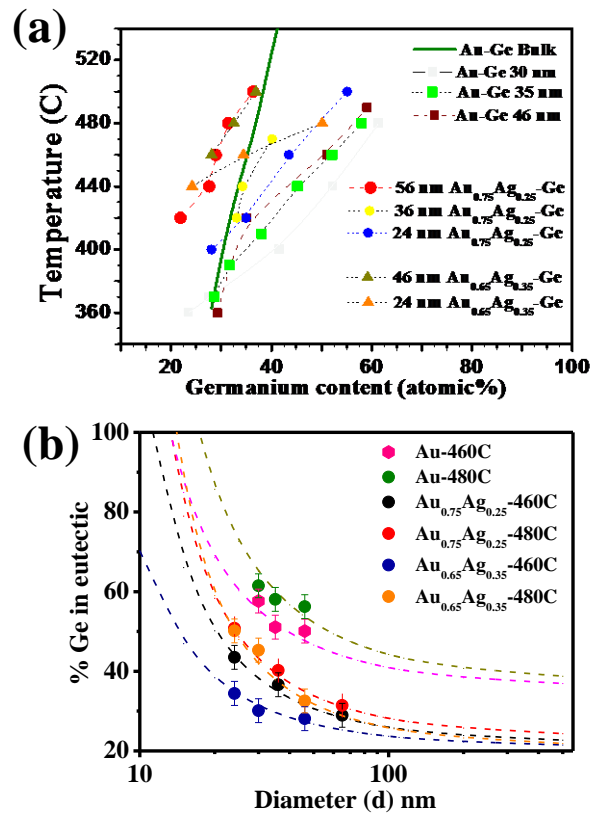 (a)
Temperature (C)
520
480
440
400
360
20 40 60 80 100
Germanium content (atomic%)
Au-Ge Bulk
Au-Ge 30 nm
Au-Ge 35 nm
Au-Ge 46 nm
56 nm Au0.75Ag0.25-Ge
36 nm Au0.75Ag0.25-Ge
24 nm Au0.75Ag0.25-Ge
46 nm Au0.65Ag0.35-Ge
24 nm Au0.65Ag0.35-Ge
(b)
% Ge in eutectic
100
80
60
40
20
10 100
Diameter (d) nm
Au-460C
Au-480C
Au0.75Ag0.25-460C
Au0.75Ag0.25-480C
Au0.65Ag0.35-460C
Au0.65Ag0.35-480C